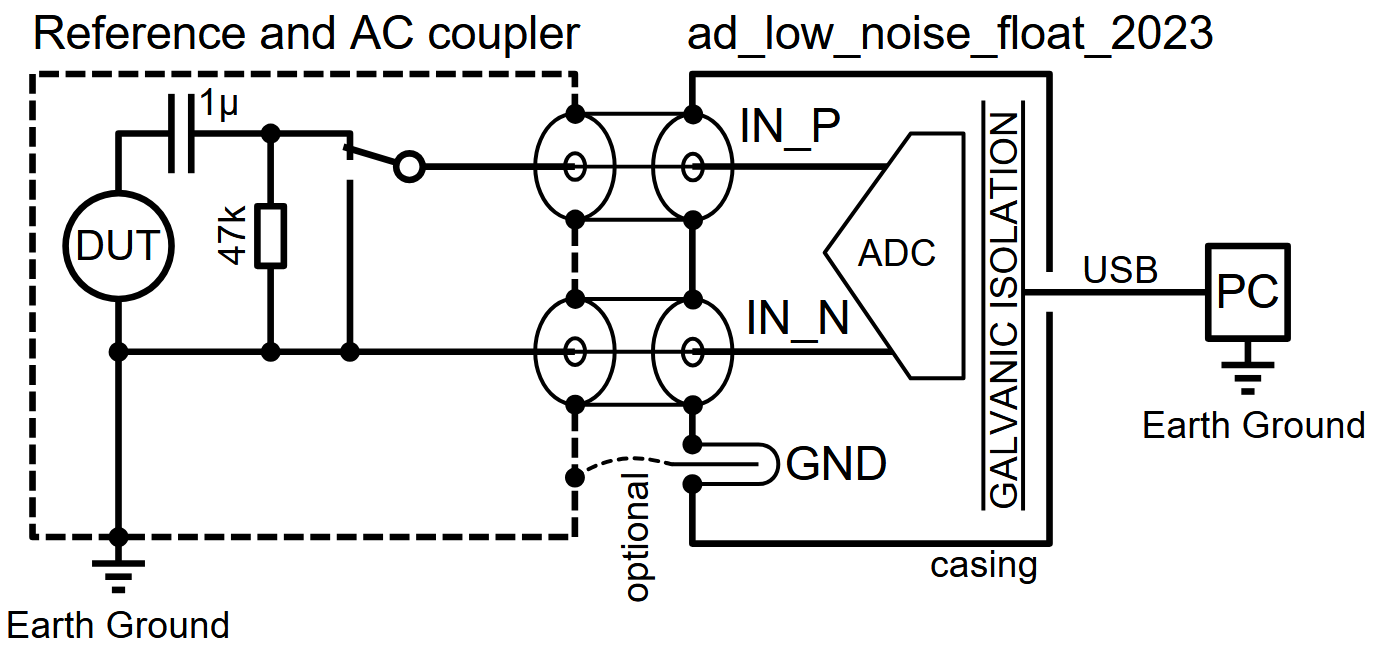 Reference and AC coupler
ad_low_noise_float_2023
1µ
IN_P
47k
DUT
ADC
GALVANIC ISOLATION
USB
PC
IN_N
Earth Ground
GND
optional
casing
Earth Ground